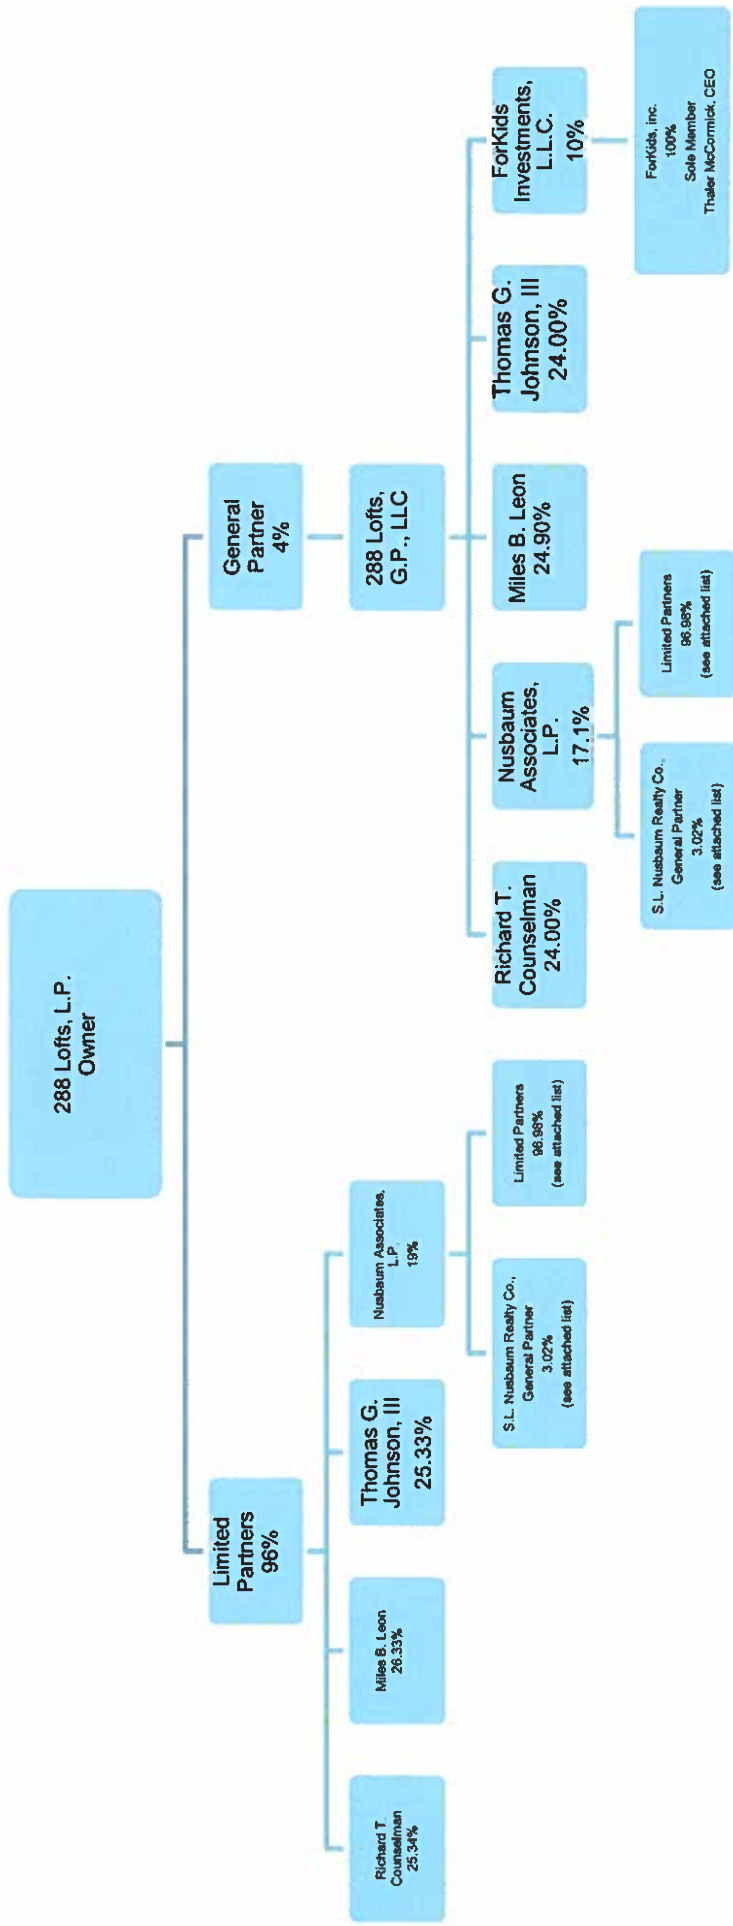 288 Lofts, L.P.
Owner
Limited
Partners
96%
General
Partner
4%
Richard T.
Counselman
25.34%
Miles B. Leon
26.33%
Thomas G.
Johnson, III
25.33%
Nusbaum Associates,
L.P.
19%
288 Lofts,
G.P., LLC
S.L. Nusbaum Realty Co.,
General Partner
3.02%
(see attached list)
Limited Partners
96.98%
(see attached list)
Richard T.
Counselman
24.00%
Nusbaum
Associates,
L.P.
17.1%
Miles B. Leon
24.90%
Thomas G.
Johnson, III
24.00%
ForKids
Investments,
L.L.C.
10%
S.L. Nusbaum Realty Co.,
General Partner
3.02%
(see attached list)
Limited Partners
96.98%
(see attached list)
ForKids, inc.
100%
Sole Member
Thaler McCormick, CEO